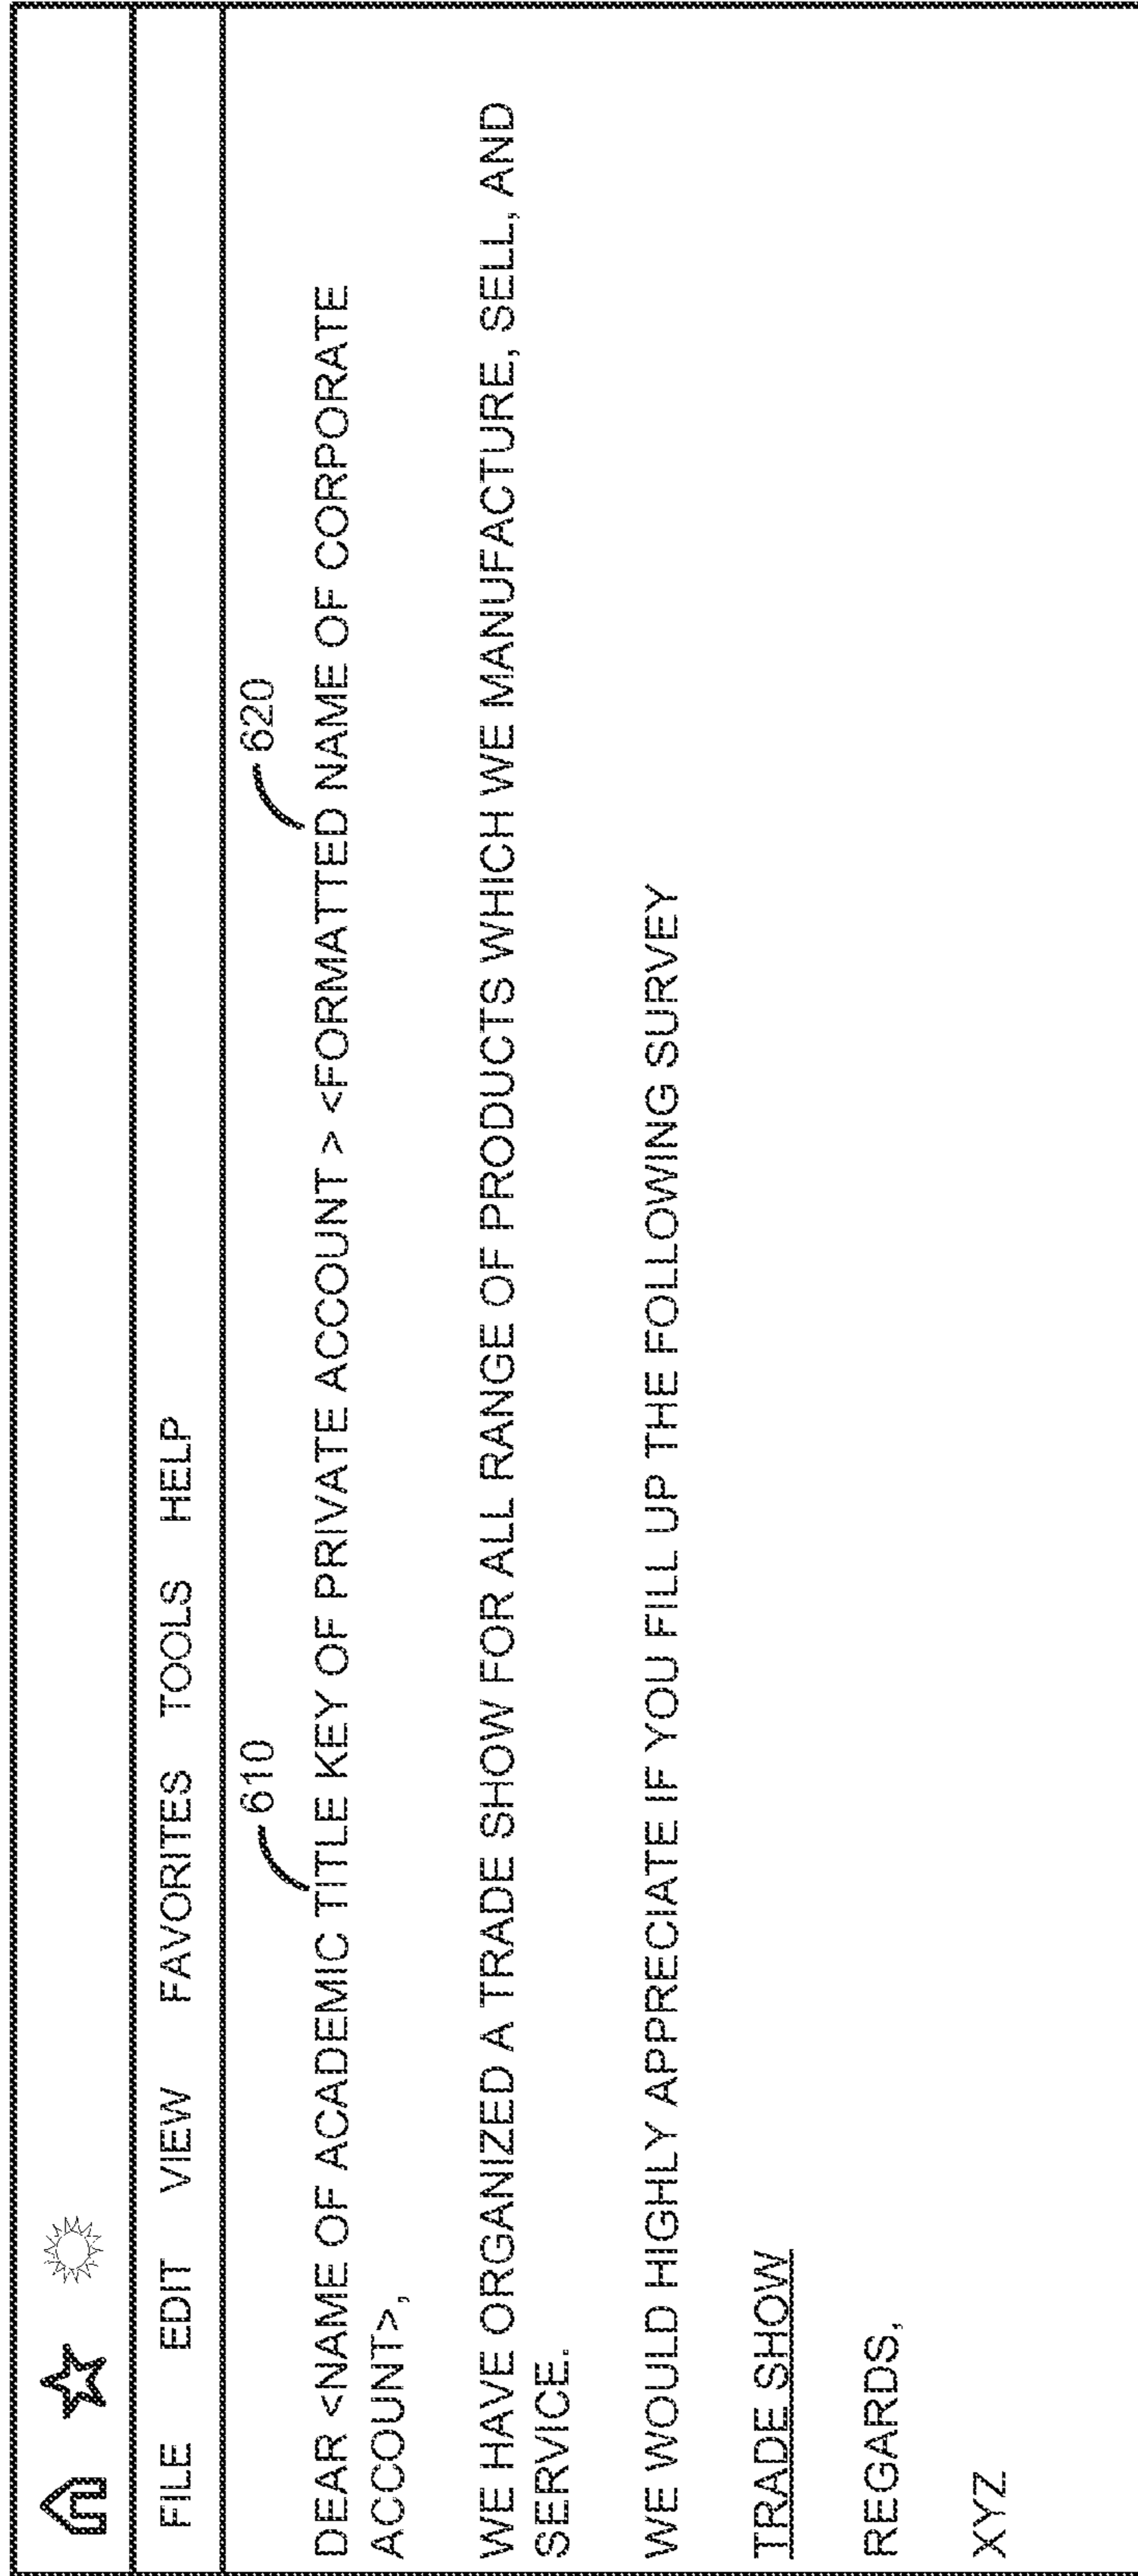 FILE EDIT VIEW FAVORITES TOOLS HELP
610
620
DEAR <NAME OF ACADEMIC TITLE KEY OF PRIVATE ACCOUNT > <FORMATTED NAME OF CORPORATE
ACCOUNT>,
WE HAVE ORGANIZED A TRADE SHOW FOR ALL RANGE OF PRODUCTS WHICH WE MANUFACTURE, SELL, AND
SERVICE.
WE WOULD HIGHLY APPRECIATE IF YOU FILL UP THE FOLLOWING SURVEY
TRADE SHOW
REGARDS,
XYZ